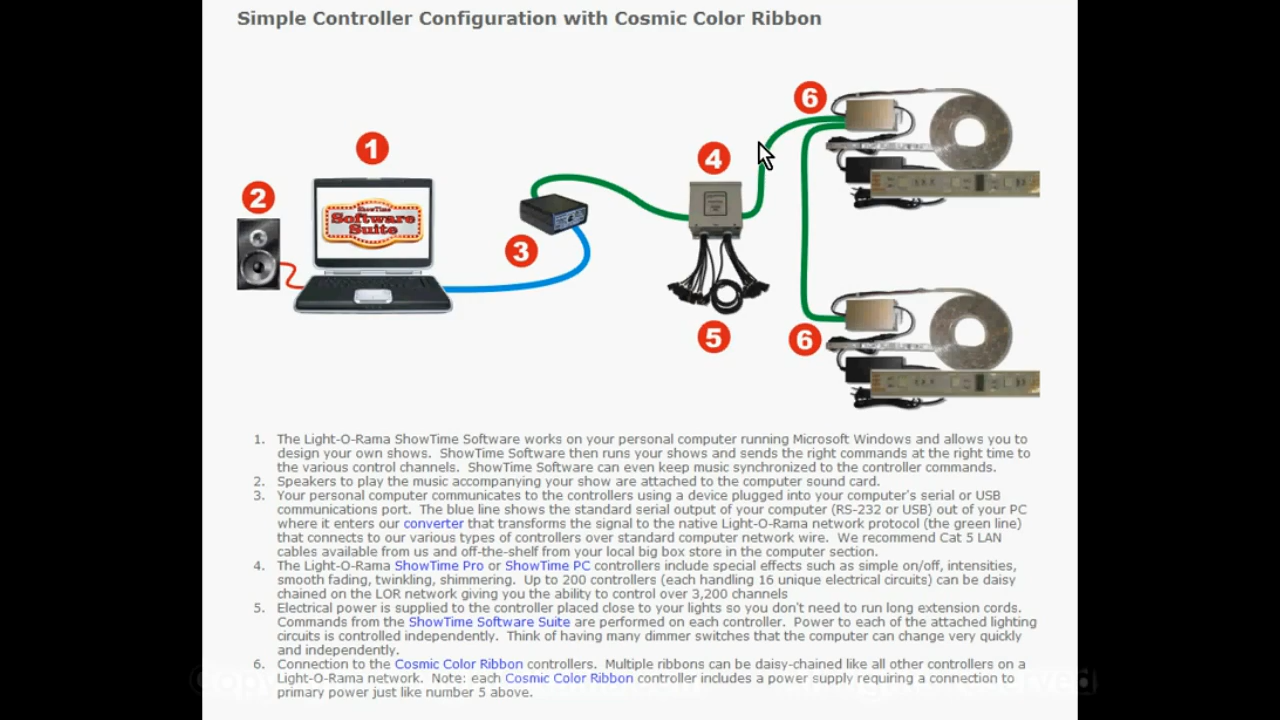 Simple Controller Configuration with Cosmic Color Ribbon
1
2
3
4
5
6
6
ShowTime
Software
Suite
1. The Light-O-Rama ShowTime Software works on your personal computer running Microsoft Windows and allows you to
design your own shows. ShowTime Software then runs your shows and sends the right commands at the right time to
the various control channels. ShowTime Software can even keep music synchronized to the controller commands.
2. Speakers to play the music accompanying your show are attached to the computer sound card.
3. Your personal computer communicates to the controllers using a device plugged into your computer's serial or USB
communications port. The blue line shows the standard serial output of your computer (RS-232 or USB) out of your PC
where it enters our converter that transforms the signal to the native Light-O-Rama network protocol (the green line)
that connects to our various types of controllers over standard computer network wire. We recommend Cat 5 LAN
cables available from us and off-the-shelf from your local big box store in the computer section.
4. The Light-O-Rama ShowTime Pro or ShowTime PC controllers include special effects such as simple on/off, intensities,
smooth fading, twinkling, shimmering. Up to 200 controllers (each handling 16 unique electrical circuits) can be daisy
chained on the LOR network giving you the ability to control over 3,200 channels
5. Electrical power is supplied to the controller placed close to your lights so you don't need to run long extension cords.
Commands from the ShowTime Software Suite are performed on each controller. Power to each of the attached lighting
circuits is controlled independently. Think of having many dimmer switches that the computer can change very quickly
and independently.
6. Connection to the Cosmic Color Ribbon controllers. Multiple ribbons can be daisy-chained like all other controllers on a
Light-O-Rama network. Note: each Cosmic Color Ribbon controller includes a power supply requiring a connection to
primary power just like number 5 above.